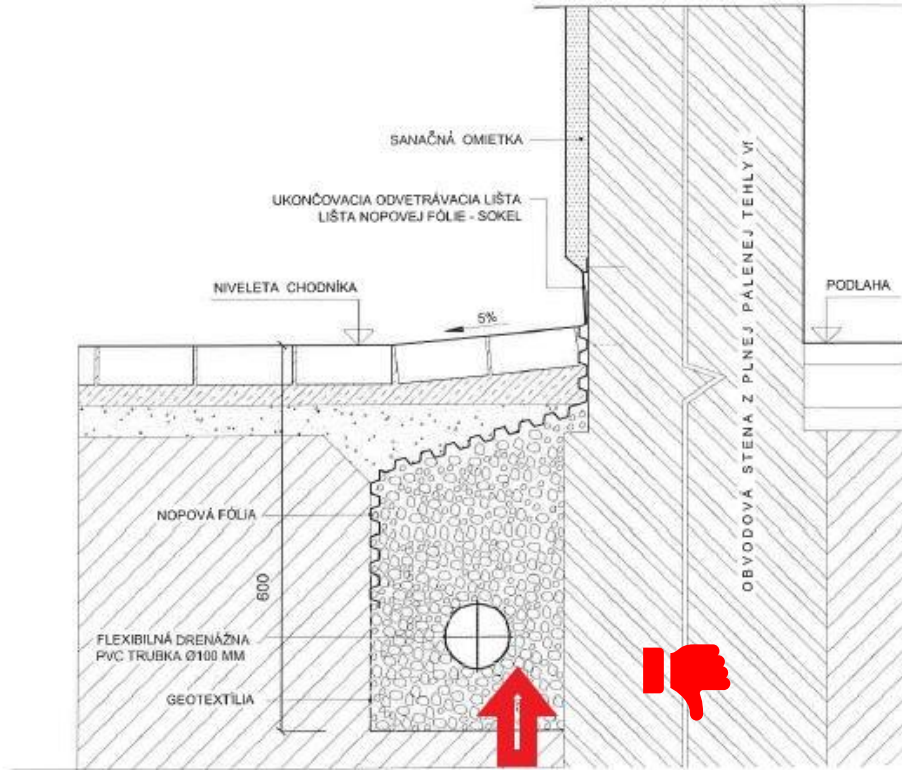 SANAČNÁ OMIETKA
UKONČOVACIA ODVETRÁVACIA LIŠTA
LIŠTA NOPOVEJ FÓLIE - SOKEL
NIVELETA CHODNÍKA
5%
PODLAHA
OBVODOVÁ STENA Z PLNEJ PÁLENEJ TEHLY
NOPOVÁ FÓLIA
600
FLEXIBILNÁ DRENÁŽNA
PVC TRUBKA Ø100 MM
GEOTEXTÍLIA